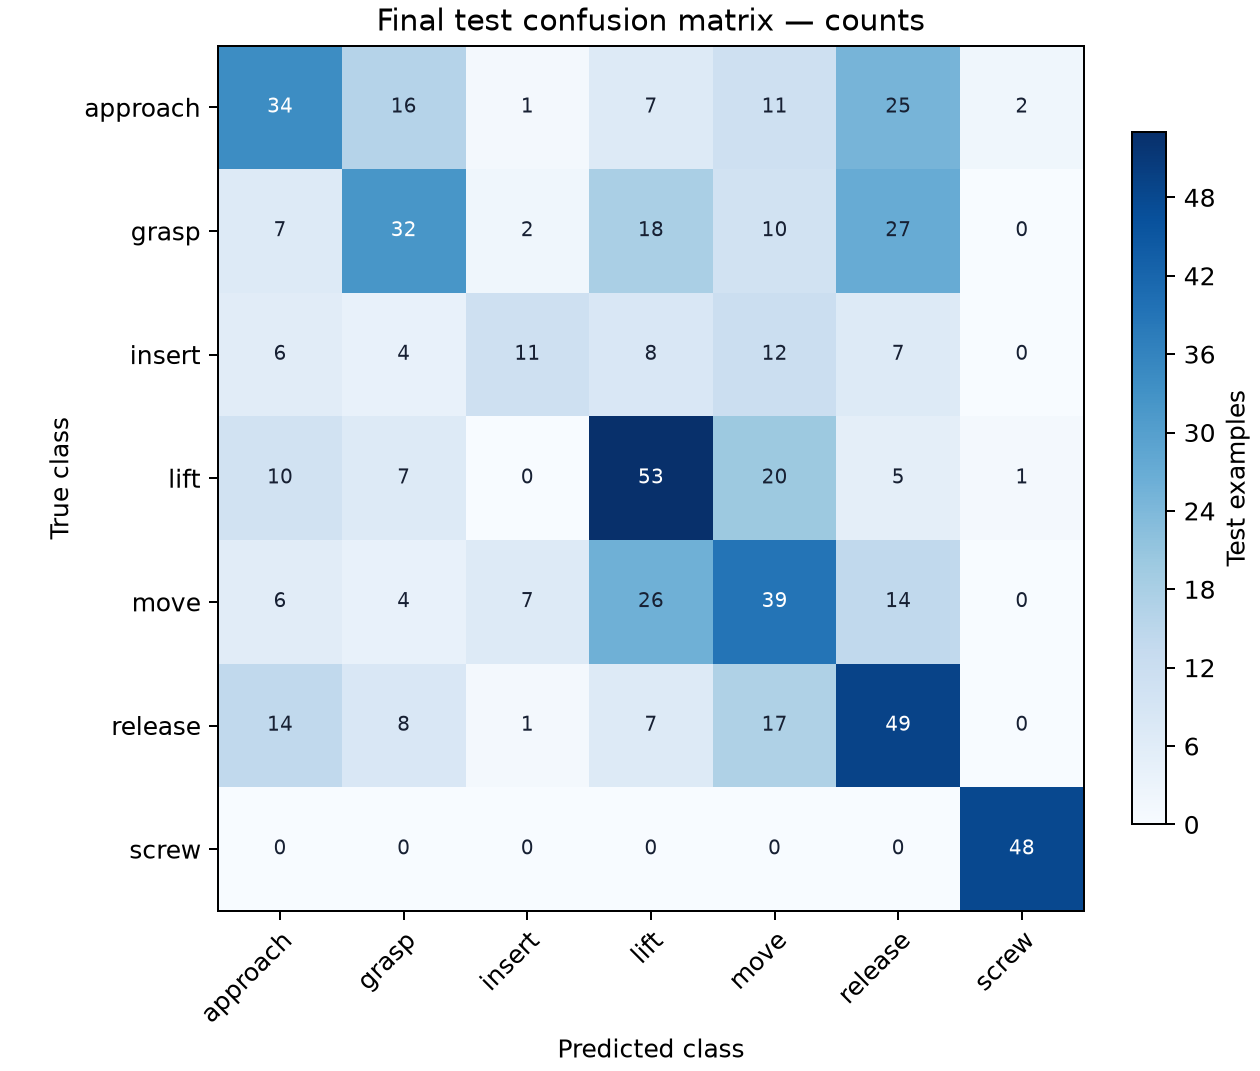 Final test confusion matrix — counts
approach 34 16 1 7 11 25 2
grasp 7 32 2 18 10 27 0
insert 6 4 11 8 12 7 0
lift 10 7 0 53 20 5 1
move 6 4 7 26 39 14 0
release 14 8 1 7 17 49 0
screw 0 0 0 0 0 0 48
True class
approach grasp insert lift move release screw
Predicted class
48
42
36
30
24
18
12
6
0
Test examples